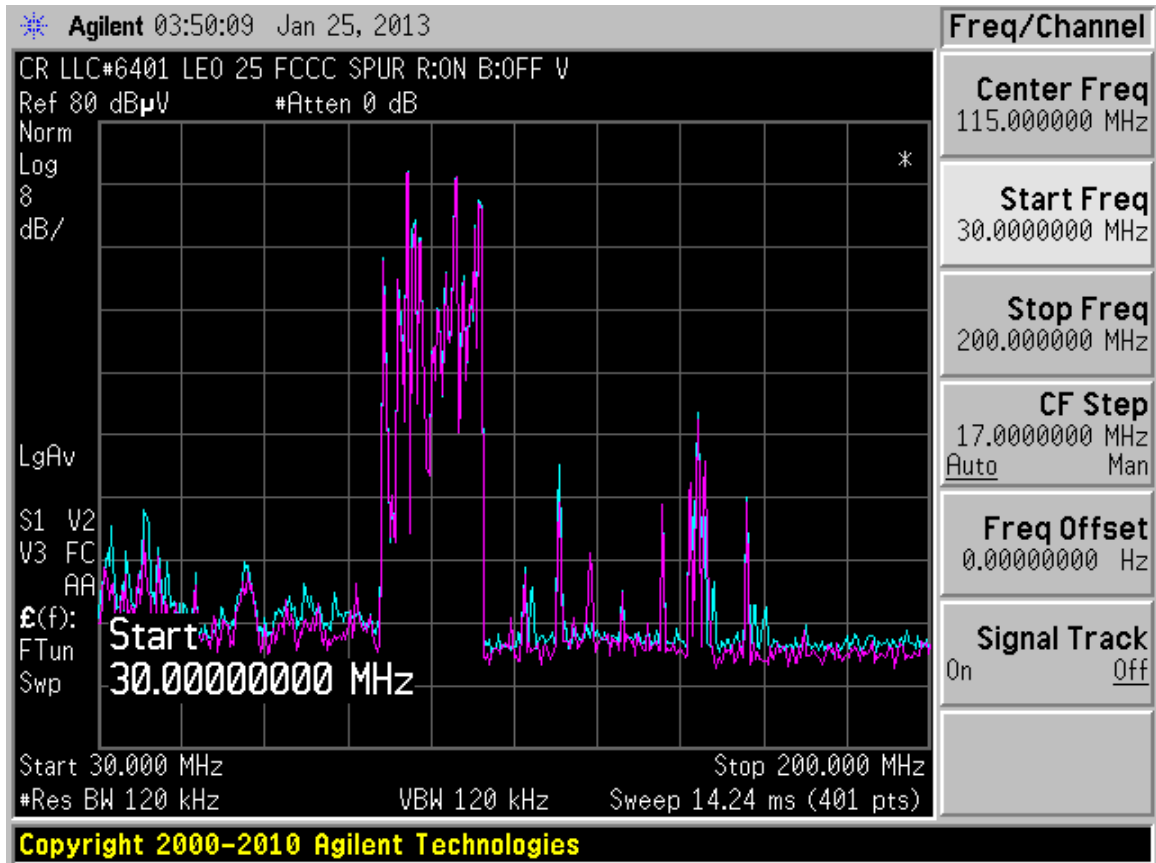 Agilent 03:50:09 Jan 25, 2013
Freq/Channel
CR LLC#6401 LEO 25 FCCC SPUR R:ON B:OFF V
Ref 80 dBµV #Atten 0 dB
Norm
Log
8
dB/
*
LgAv
S1 V2
V3 FC
AA
£(f):
FTun
Swp
Start
30.00000000 MHz
Start 30.000 MHz Stop 200.000 MHz
#Res BW 120 kHz VBW 120 kHz Sweep 14.24 ms (401 pts)
Center Freq
115.000000 MHz
Start Freq
30.0000000 MHz
Stop Freq
200.000000 MHz
CF Step
17.0000000 MHz
Auto Man
Freq Offset
0.00000000 Hz
Signal Track
On Off
Copyright 2000-2010 Agilent Technologies